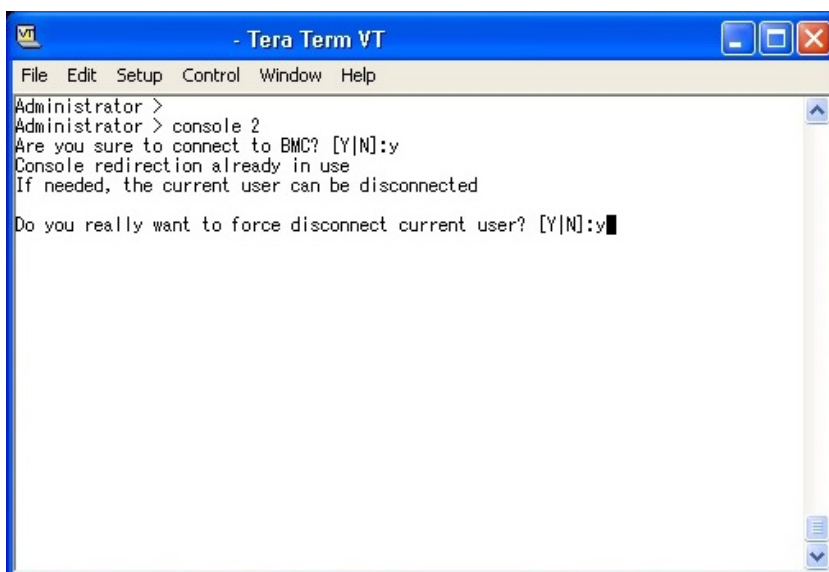 - Tera Term VT
File Edit Setup Control Window Help
Administrator >
Administrator > console 2
Are you sure to connect to BMC? [Y|N]:y
Console redirection already in use
If needed, the current user can be disconnected
Do you really want to force disconnect current user? [Y|N]:y